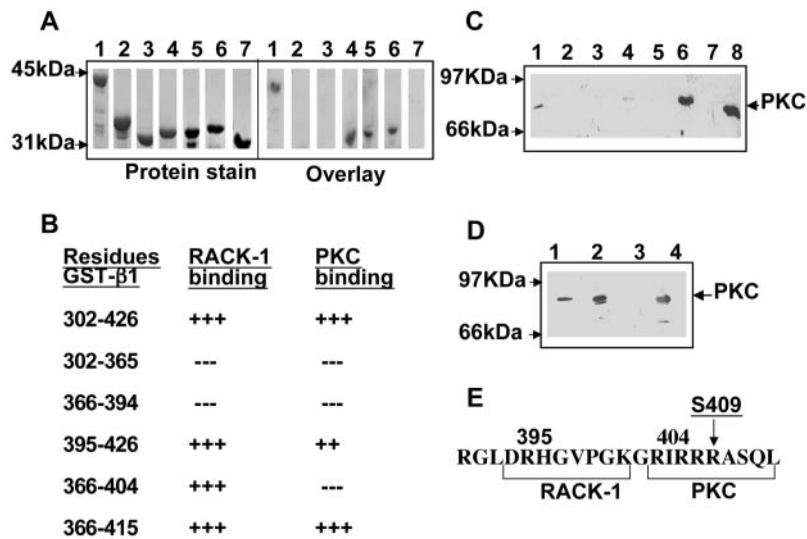 A
1 2 3 4 5 6 7 1 2 3 4 5 6 7
45kDa
31kDa
Protein stain Overlay
B
Residues GST-β1 RACK-1 binding PKC binding
302-426 +++ +++
302-365 --- ---
366-394 --- ---
395-426 +++ ++
366-404 +++ ---
366-415 +++ +++
C
1 2 3 4 5 6 7 8
97KDa
66kDa
PKC
D
1 2 3 4
97KDa
66kDa
PKC
E
S409
395 404
RGLDRHGVPGKGRIRRRASQL
RACK-1 PKC